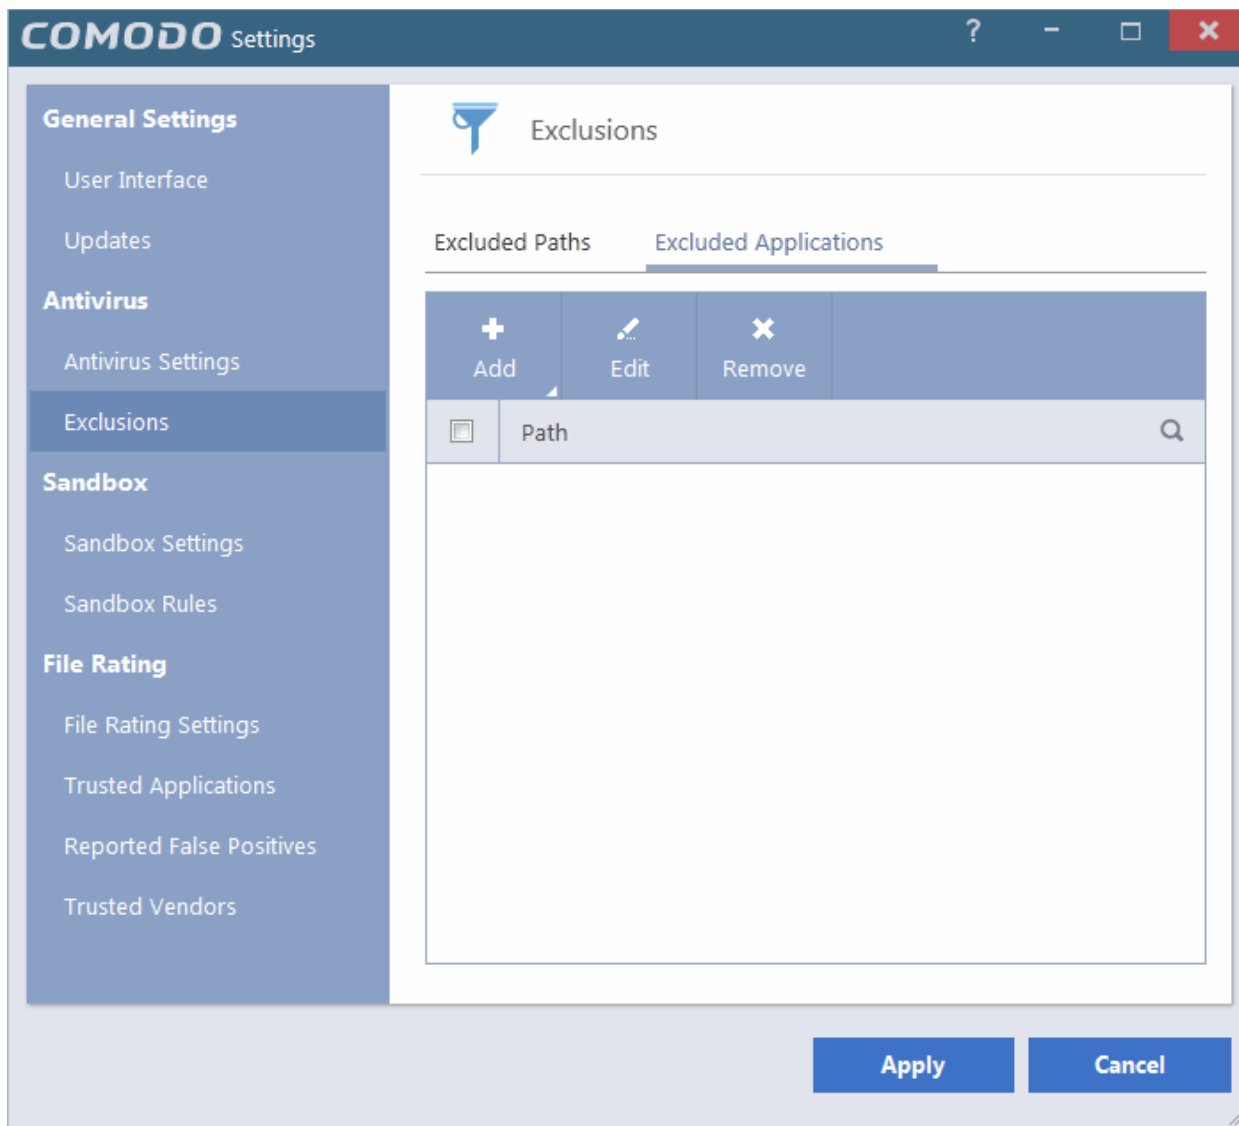 COMODO Settings
?
General Settings
User Interface
Updates
Antivirus
Antivirus Settings
Exclusions
Sandbox
Sandbox Settings
Sandbox Rules
File Rating
File Rating Settings
Trusted Applications
Reported False Positives
Trusted Vendors
Exclusions
Excluded Paths Excluded Applications
Add Edit Remove
Path
Apply Cancel